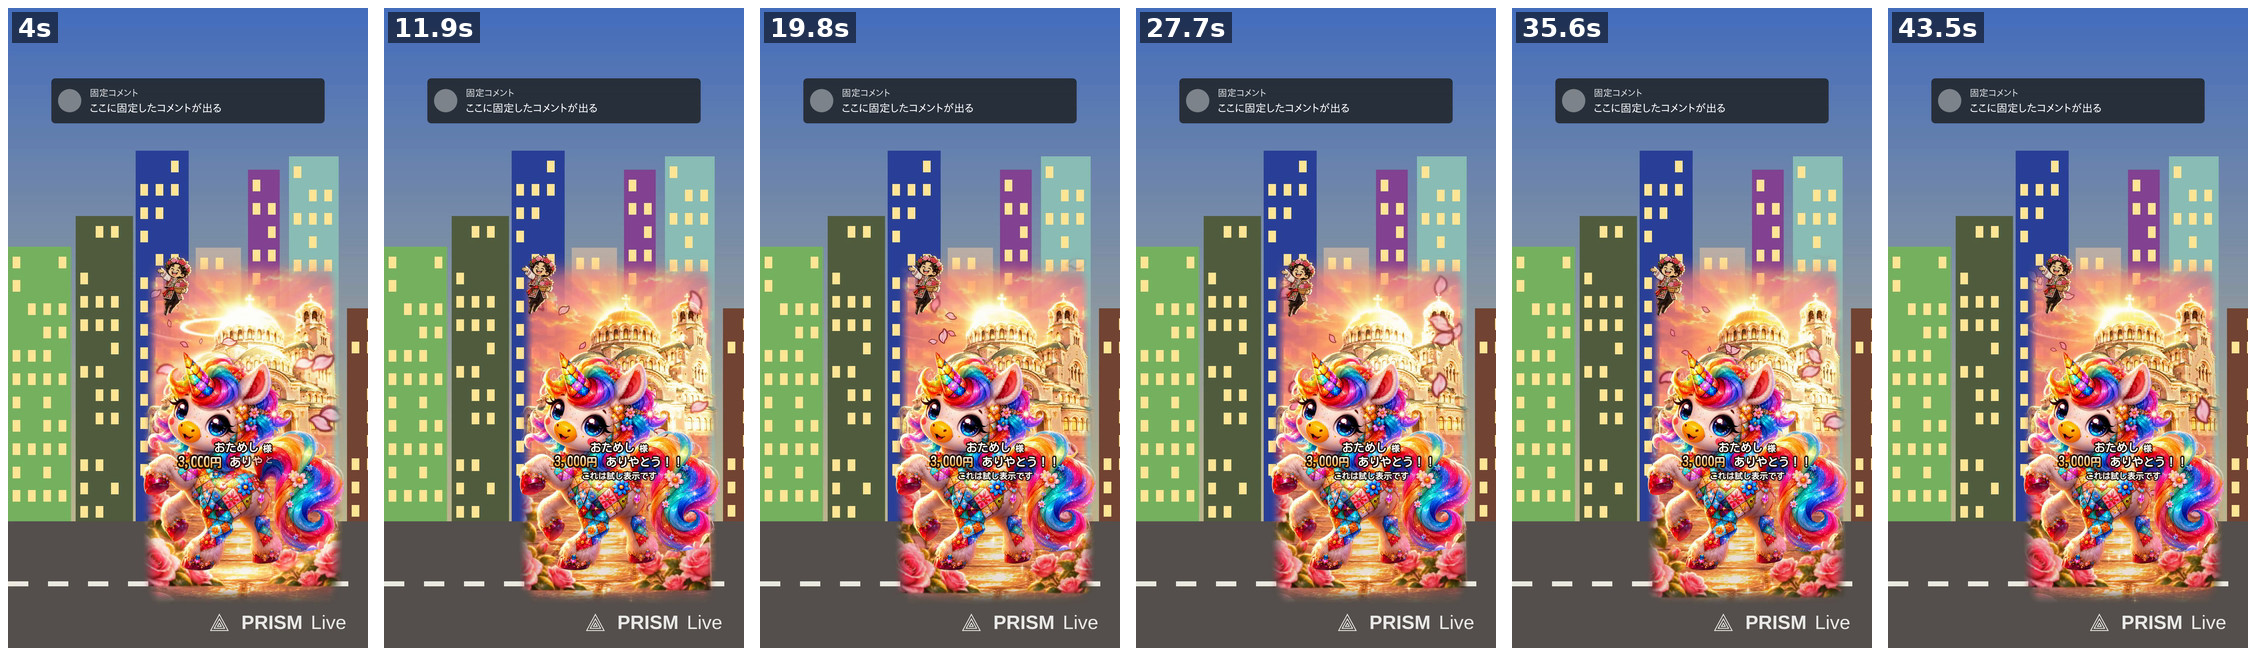 4s
固定コメント
ここに固定したコメントが出る
おためし 様
3,000円 ありやと
PRISM Live
11.9s
固定コメント
ここに固定したコメントが出る
おためし 様
3,000円 ありやとう!!
これは試し表示です
PRISM Live
19.8s
固定コメント
ここに固定したコメントが出る
おためし 様
3,000円 ありやとう!!
これは試し表示です
PRISM Live
27.7s
固定コメント
ここに固定したコメントが出る
おためし 様
3,000円 ありやとう!!
これは試し表示です
PRISM Live
35.6s
固定コメント
ここに固定したコメントが出る
おためし 様
3,000円 ありやとう!!
これは試し表示です
PRISM Live
43.5s
固定コメント
ここに固定したコメントが出る
おためし 様
3,000円 ありやとう!!
これは試し表示です
PRISM Live